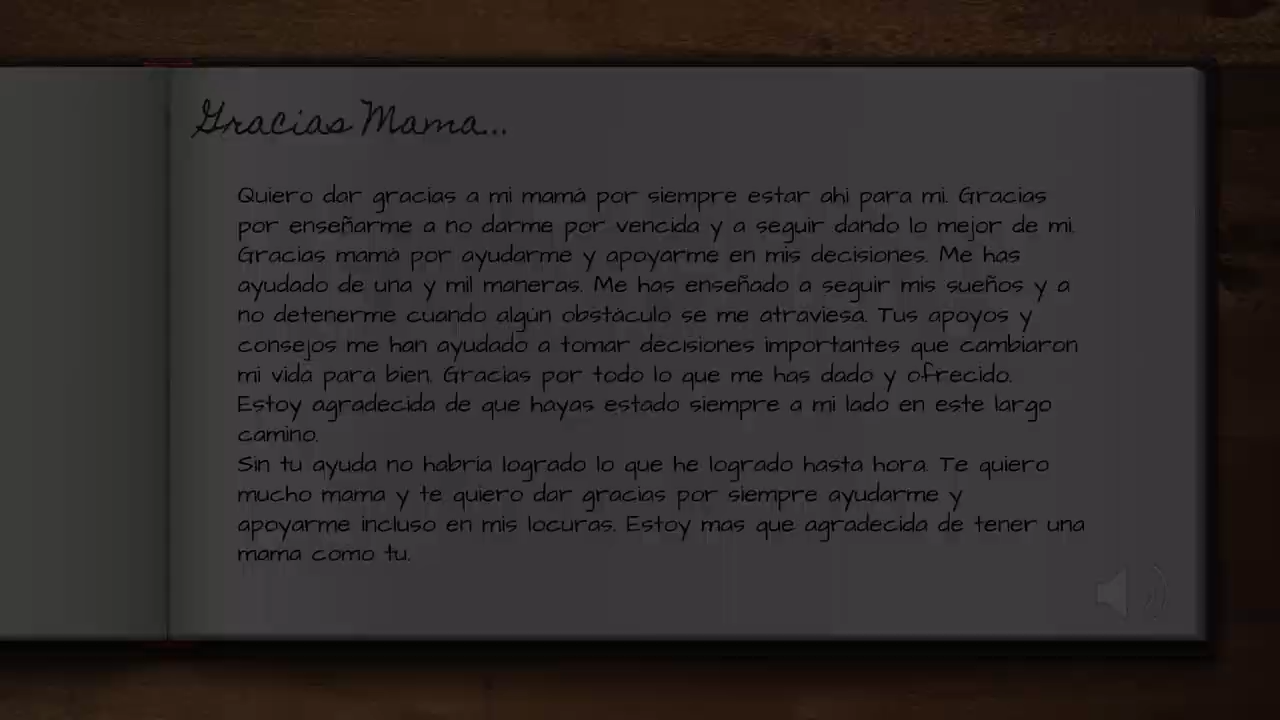 Gracias Mama...
Quiero dar gracias a mi mamá por siempre estar ahi para mi. Gracias
por enseñarme a no darme por vencida y a seguir dando lo mejor de mi.
Gracias mamá por ayudarme y apoyarme en mis decisiones. Me has
ayudado de una y mil maneras. Me has enseñado a seguir mis sueños y a
no detenerme cuando algún obstáculo se me atraviesa. Tus apoyos y
consejos me han ayudado a tomar decisiones importantes que cambiaron
mi vida para bien. Gracias por todo lo que me has dado y ofrecido.
Estoy agradecida de que hayas estado siempre a mi lado en este largo
camino.
Sin tu ayuda no habria logrado lo que he logrado hasta hora. Te quiero
mucho mama y te quiero dar gracias por siempre ayudarme y
apoyarme incluso en mis locuras. Estoy mas que agradecida de tener una
mama como tu.